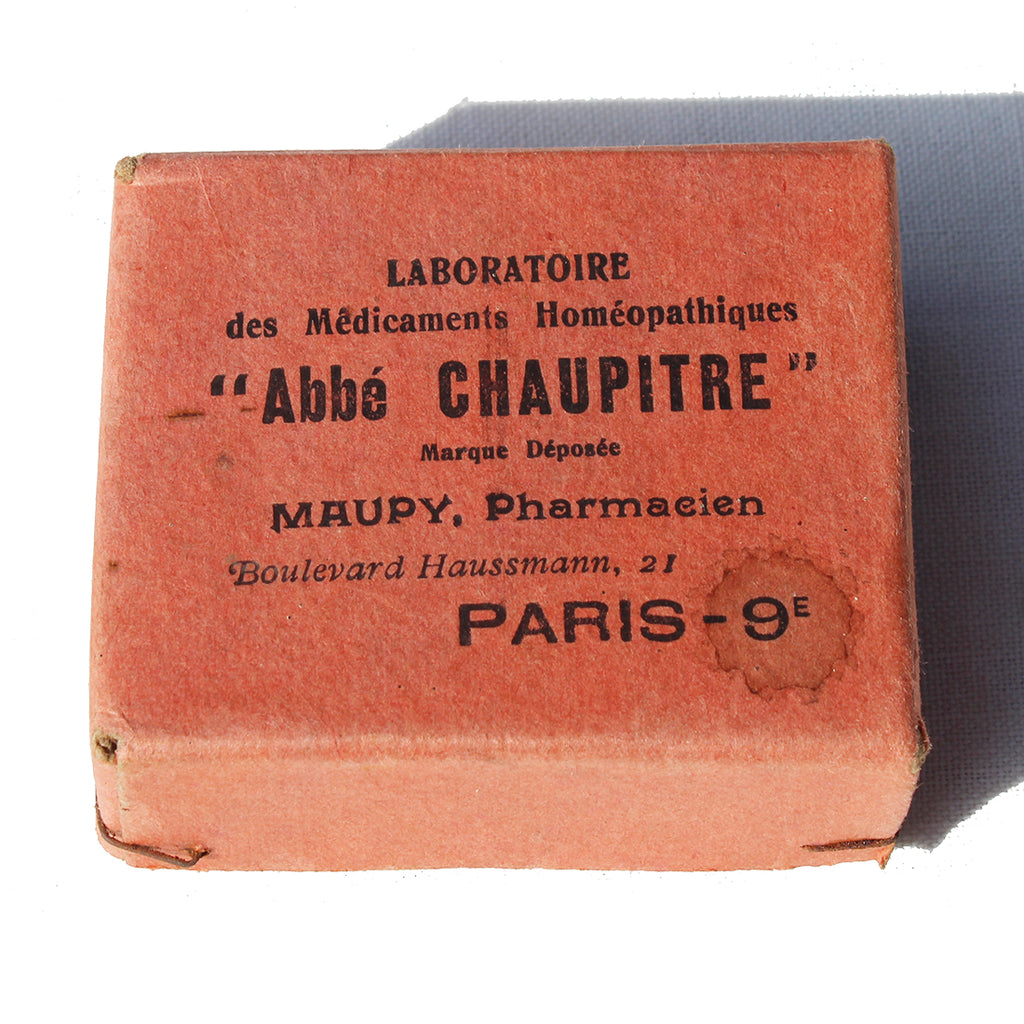 LABORATOIRE
des Médicaments Homéopathiques
“Abbé CHAUPITRE”
Marque Déposée
MAUPY, Pharmacien
Boulevard Haussmann, 21
PARIS - 9E